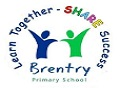 Learn Together - SHARE Success
Brentry
Primary School